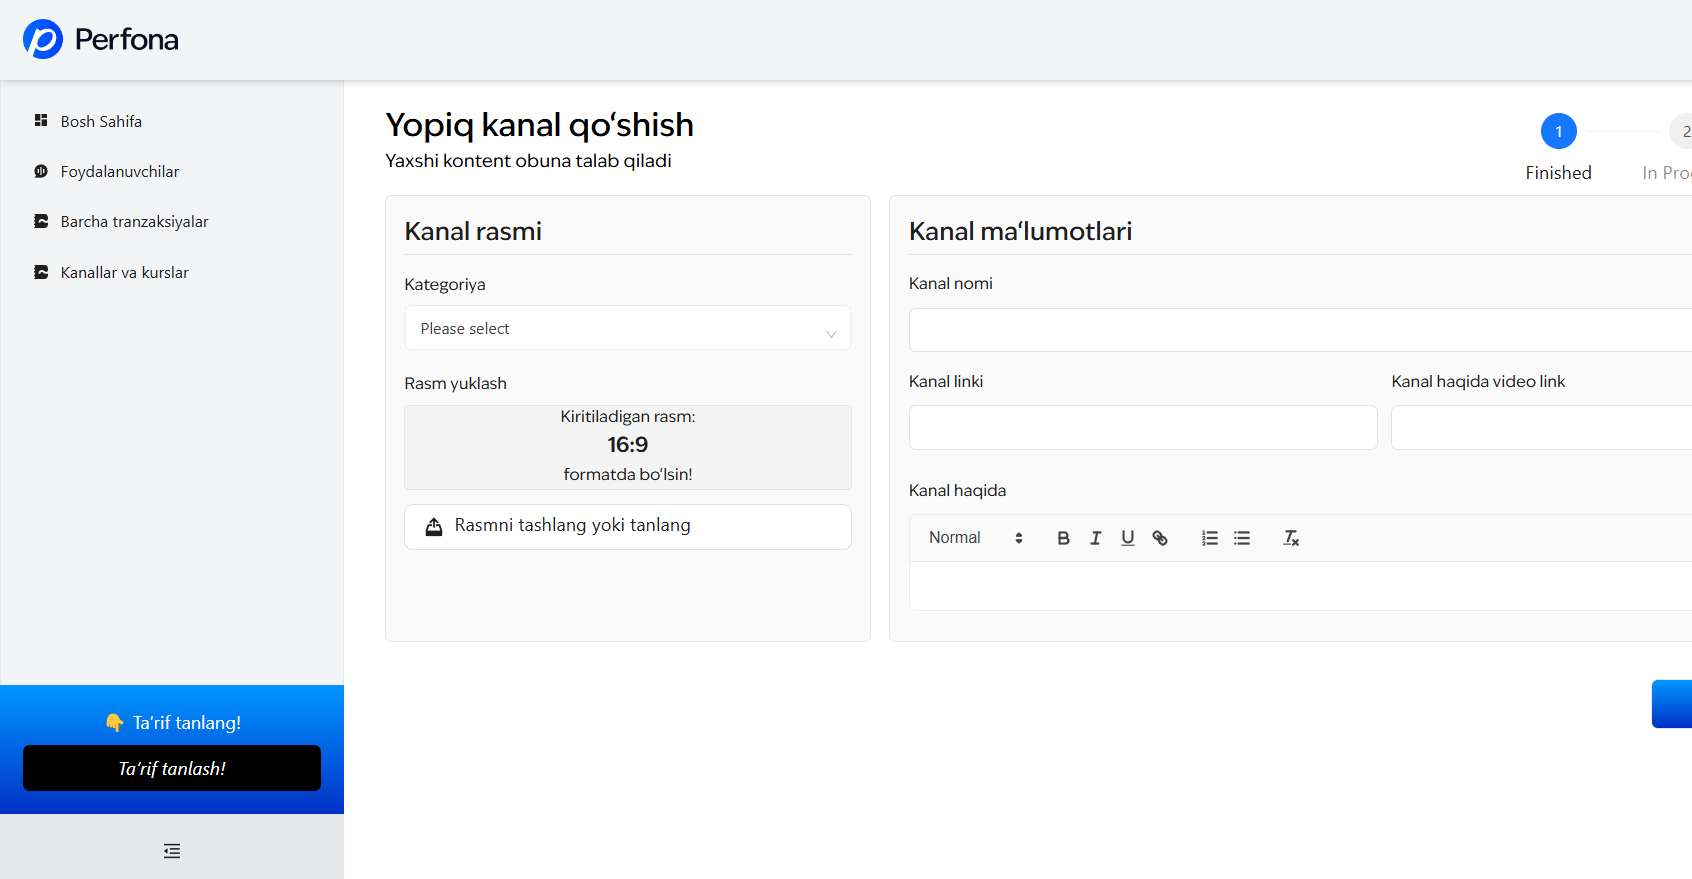 Perfona
Bosh Sahifa
Foydalanuvchilar
Barcha tranzaksiyalar
Kanallar va kurslar
👇 Ta’rif tanlang!
Ta’rif tanlash!
Yopiq kanal qo‘shish
Yaxshi kontent obuna talab qiladi
1
Finished
2
In Pro
Kanal rasmi
Kategoriya
Please select
Rasm yuklash
Kiritiladigan rasm:
16:9
formatda bo‘lsin!
Rasmni tashlang yoki tanlang
Kanal ma‘lumotlari
Kanal nomi
Kanal linki
Kanal haqida video link
Kanal haqida
Normal